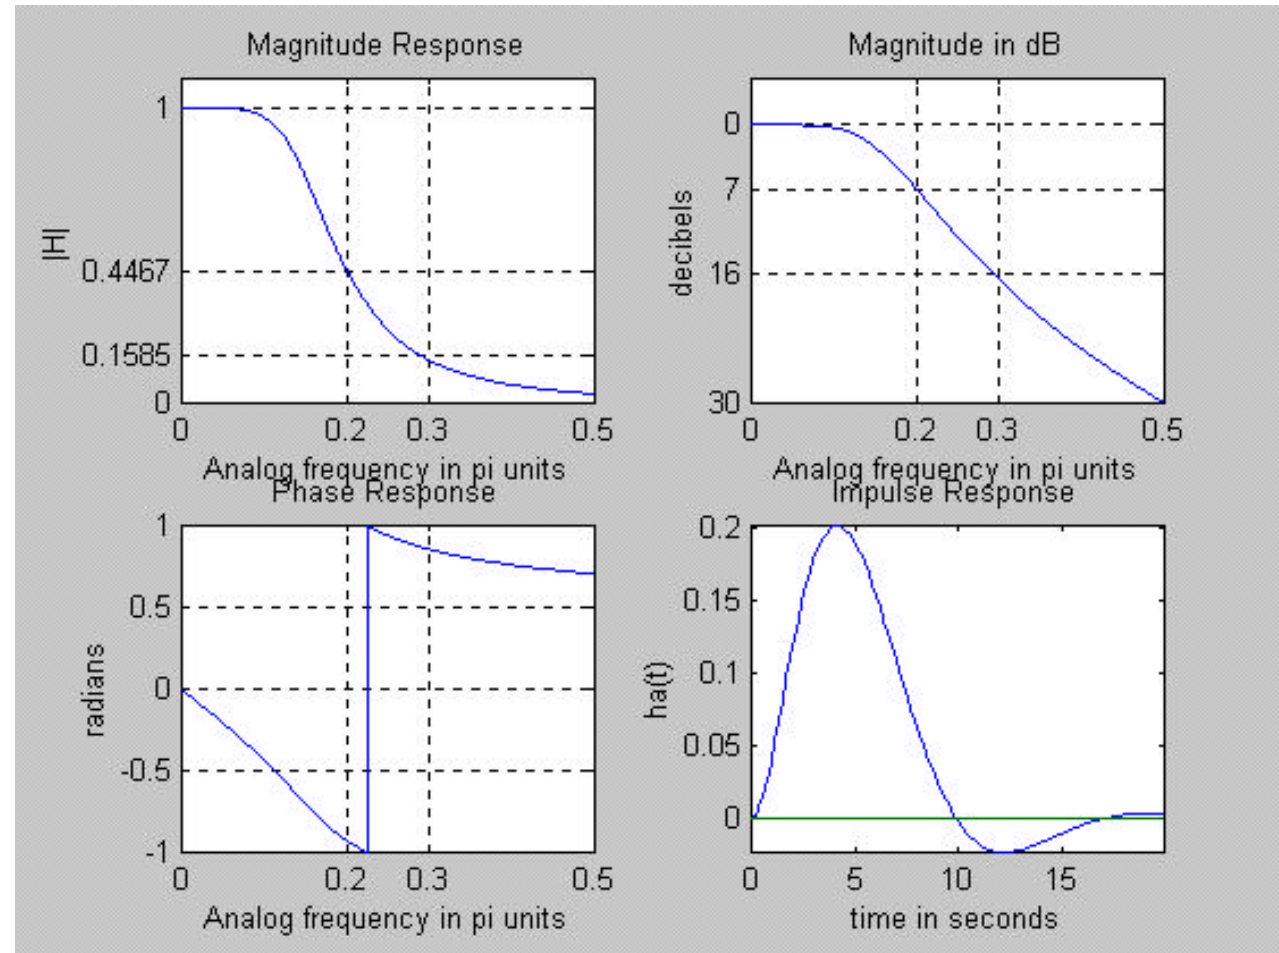 Magnitude Response
1
|H|
0.4467
0.1585
0
0 0.2 0.3 0.5
Analog frequency in pi units
Magnitude in dB
0
7
decibels
16
30
0 0.2 0.3 0.5
Analog frequency in pi units
Phase Response
1
0.5
0
radians
-0.5
-1
0 0.2 0.3 0.5
Analog frequency in pi units
Impulse Response
0.2
0.15
0.1
ha(t)
0.05
0
0 5 10 15
time in seconds